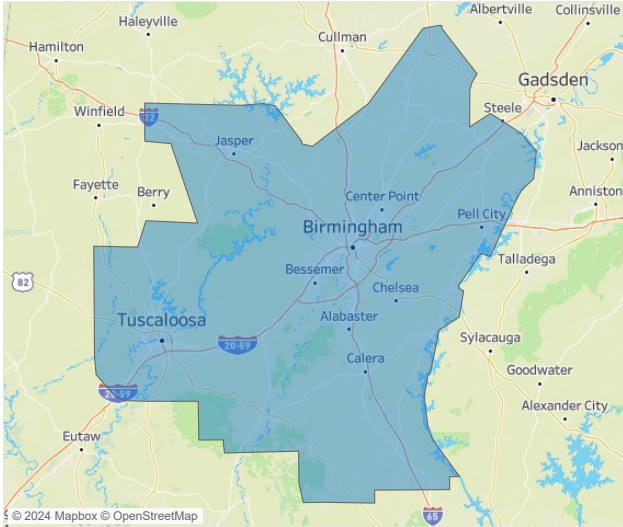 Albertville
Collinsville
Haleyville
Cullman
Hamilton
Gadsden
Winfield
22
Steele
Jasper
Jackson
Fayette
Berry
Center Point
Anniston
Pell City
Birmingham
Talladega
Bessemer
82
Chelsea
Tuscaloosa
Alabaster
20-59
Sylacauga
Calera
Goodwater
20-59
Alexander City
Eutaw
65
© 2024 Mapbox © OpenStreetMap